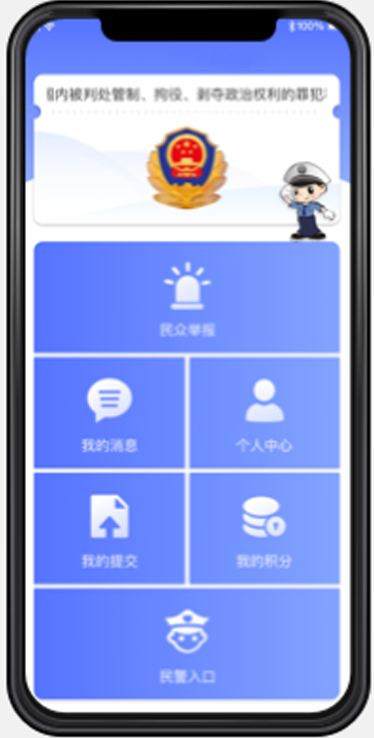 100%
内被判处管制、拘役、剥夺政治权利的罪犯
民众举报
我的消息
个人中心
我的提交
我的积分
民警入口